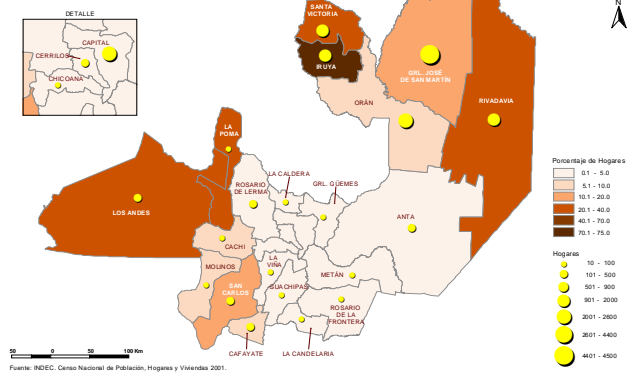 DETALLE
CAPITAL
CERRILOS
CHICOANA
SANTA
VICTORIA
IRUYA
GRL. JOSÉ
DE SAN MARTÍN
ORÁN
RIVADAVIA
N
LA
POMA
ROSARIO
DE LERMA
LA CALDERA
GRL. GÜEMES
LOS ANDES
ANTA
CACHI
LA
VIÑA
MOLINOS
METÁN
SAN
CARLOS
GUACHIPAS
ROSARIO
DE LA
FRONTERA
CAFAYATE
LA CANDELARIA
Porcentaje de Hogares
0.1 - 5.0
5.1 - 10.0
10.1 - 20.0
20.1 - 40.0
40.1 - 70.0
70.1 - 75.0
Hogares
10 - 100
101 - 500
501 - 900
901 - 2000
2001 - 2600
2601 - 4400
4401 - 4500
0 25 50 100 Km
Fuente: INDEC. Censo Nacional de Población, Hogares y Viviendas 2001.